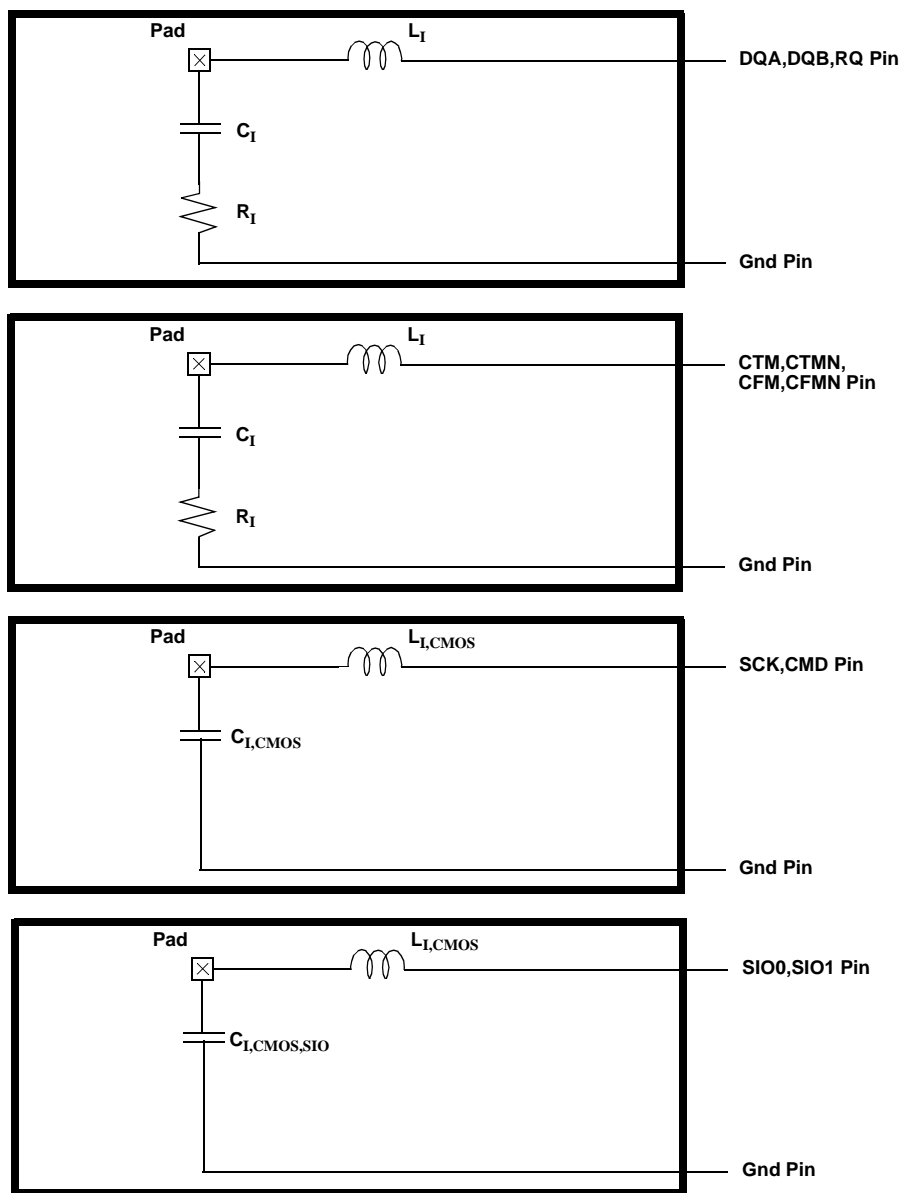 Pad
L_I
DQA,DQB,RQ Pin
C_I
R_I
Gnd Pin
Pad
L_I
CTM,CTMN,
CFM,CFMN Pin
C_I
R_I
Gnd Pin
Pad
L_I,CMOS
SCK,CMD Pin
C_I,CMOS
Gnd Pin
Pad
L_I,CMOS
SIO0,SIO1 Pin
C_I,CMOS,SIO
Gnd Pin